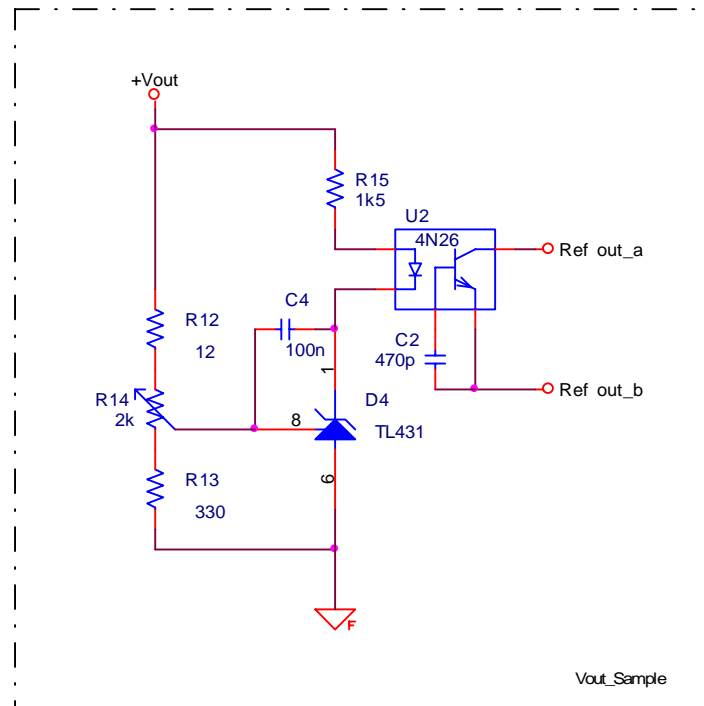 +Vout
R15
1k5
U2
4N26
Ref out_a
C4
100n
R12
12
C2
470p
Ref out_b
1
R14
2k
D4
8
TL431
R13
330
6
F
Vout_Sample